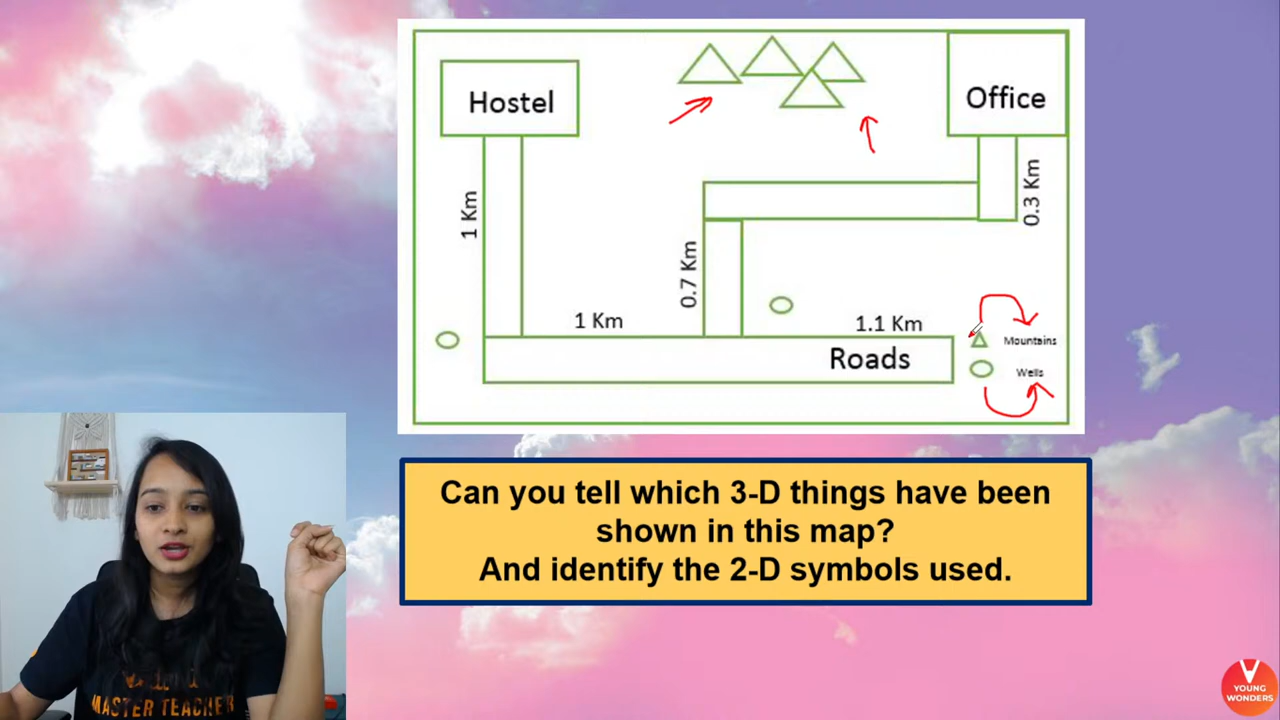 Hostel
Office
1 Km
0.3 Km
0.7 Km
1 Km
1.1 Km
Roads
Mountains
Wells
Can you tell which 3-D things have been
shown in this map?
And identify the 2-D symbols used.
MASTER TEACHER
YOUNG
WONDERS